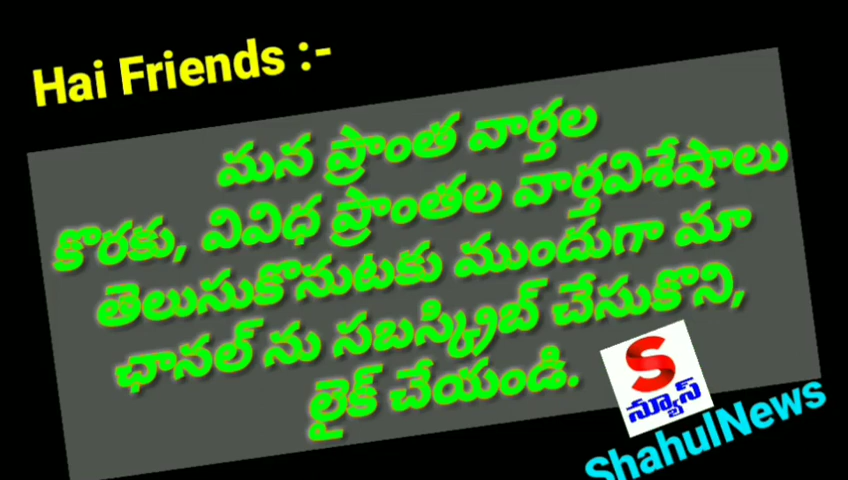 Hai Friends :-
మన ప్రాంత వార్తల
కొరకు, వివిధ ప్రాంతల వార్తవిశేషాలు
తెలుసుకొనుటకు ముందుగా మా
ఛానల్ ను సబస్క్రైబ్ చేసుకొని,
లైక్ చేయండి.
S
న్యూస్
ShahulNews